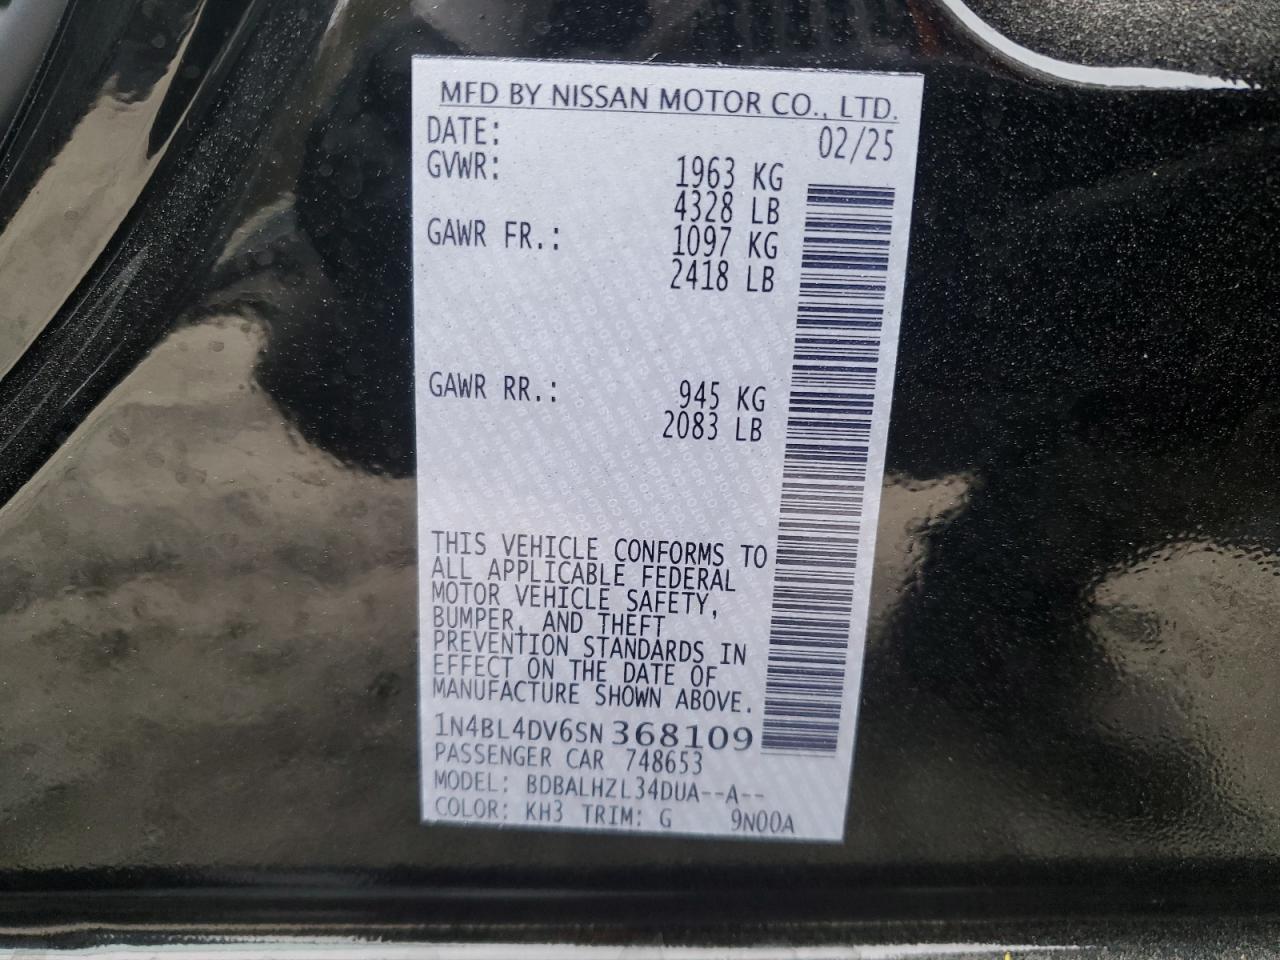 MFD BY NISSAN MOTOR CO., LTD.
DATE: 02/25
GVWR: 1963 KG
4328 LB
GAWR FR.: 1097 KG
2418 LB
GAWR RR.: 945 KG
2083 LB
THIS VEHICLE CONFORMS TO
ALL APPLICABLE FEDERAL
MOTOR VEHICLE SAFETY,
BUMPER, AND THEFT
PREVENTION STANDARDS IN
EFFECT ON THE DATE OF
MANUFACTURE SHOWN ABOVE.
1N4BL4DV6SN368109
PASSENGER CAR 748653
MODEL: BDBALHZL34DUA--A--
COLOR: KH3 TRIM: G 9N00A